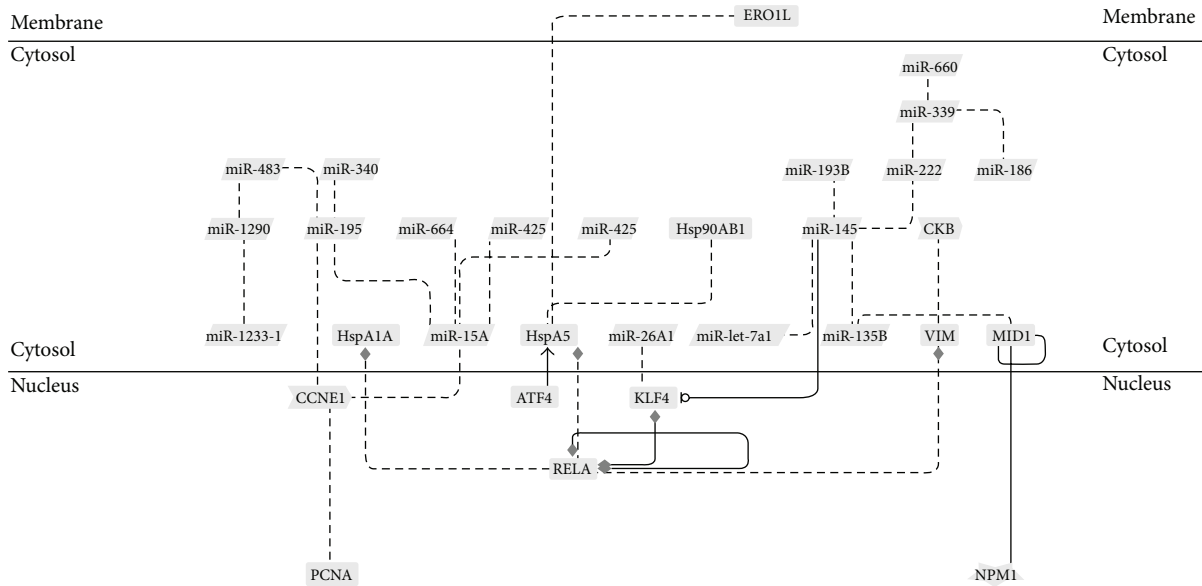 ERO1L
Membrane
Membrane
Cytosol
Cytosol
miR-660
miR-339
miR-483
miR-340
miR-193B
miR-222
miR-186
miR-1290
miR-195
miR-664
miR-425
miR-425
Hsp90AB1
miR-145
CKB
miR-1233-1
HspA1A
miR-15A
HspA5
miR-26A1
miR-let-7a1
miR-135B
VIM
MID1
Cytosol
Cytosol
Nucleus
Nucleus
CCNE1
ATF4
KLF4
RELA
PCNA
NPM1